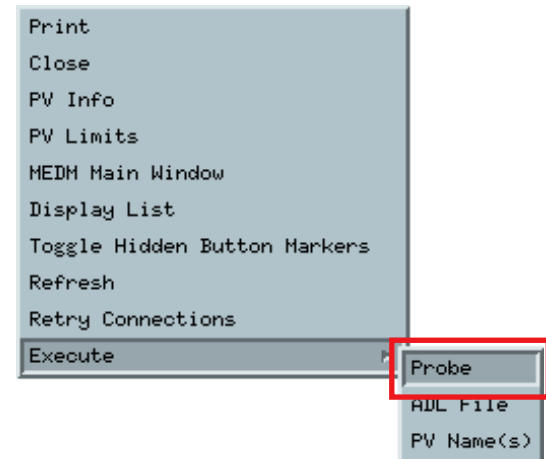 Print
Close
PV Info
PV Limits
MEDM Main Window
Display List
Toggle Hidden Button Markers
Refresh
Retry Connections
Execute
Probe
ADL File
PV Name(s)